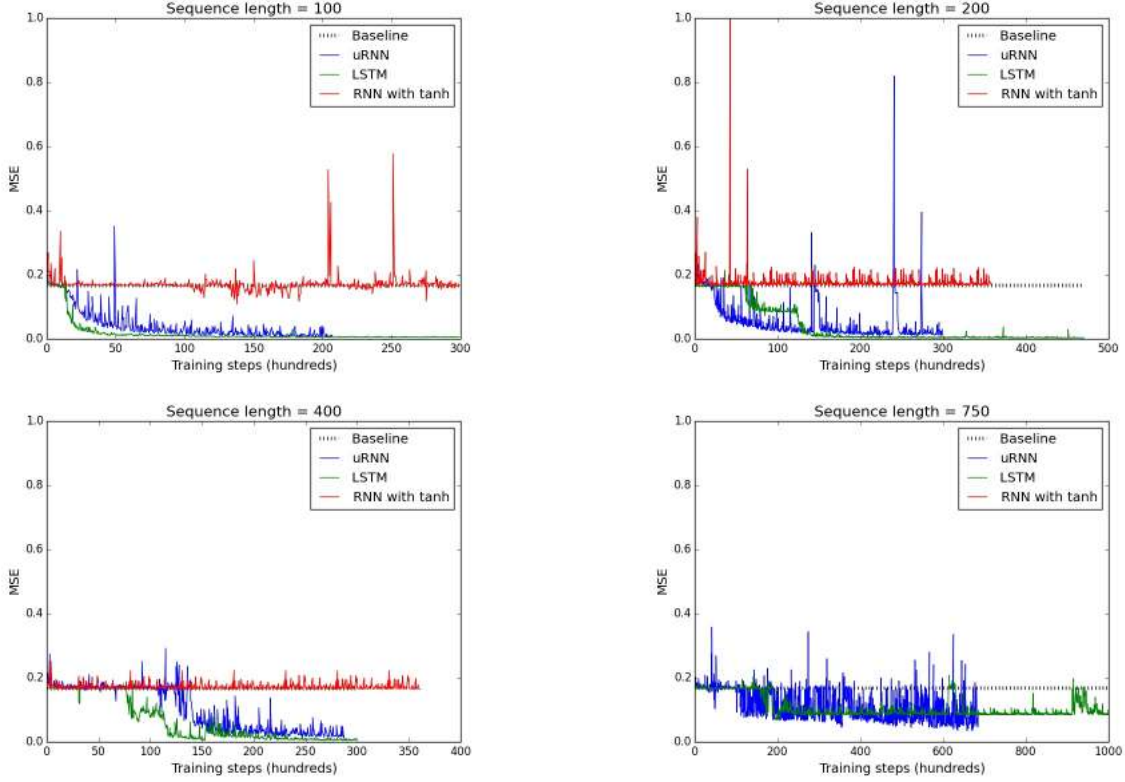 Sequence length = 100
1.0
0.8
0.6
0.4
0.2
0.0
MSE
0 50 100 150 200 250 300
Training steps (hundreds)
Baseline
uRNN
LSTM
RNN with tanh
Sequence length = 200
1.0
0.8
0.6
0.4
0.2
0.0
MSE
0 100 200 300 400 500
Training steps (hundreds)
Baseline
uRNN
LSTM
RNN with tanh
Sequence length = 400
1.0
0.8
0.6
0.4
0.2
0.0
MSE
0 50 100 150 200 250 300 350 400
Training steps (hundreds)
Baseline
uRNN
LSTM
RNN with tanh
Sequence length = 750
1.0
0.8
0.6
0.4
0.2
0.0
MSE
0 200 400 600 800 1000
Training steps (hundreds)
Baseline
uRNN
LSTM
RNN with tanh